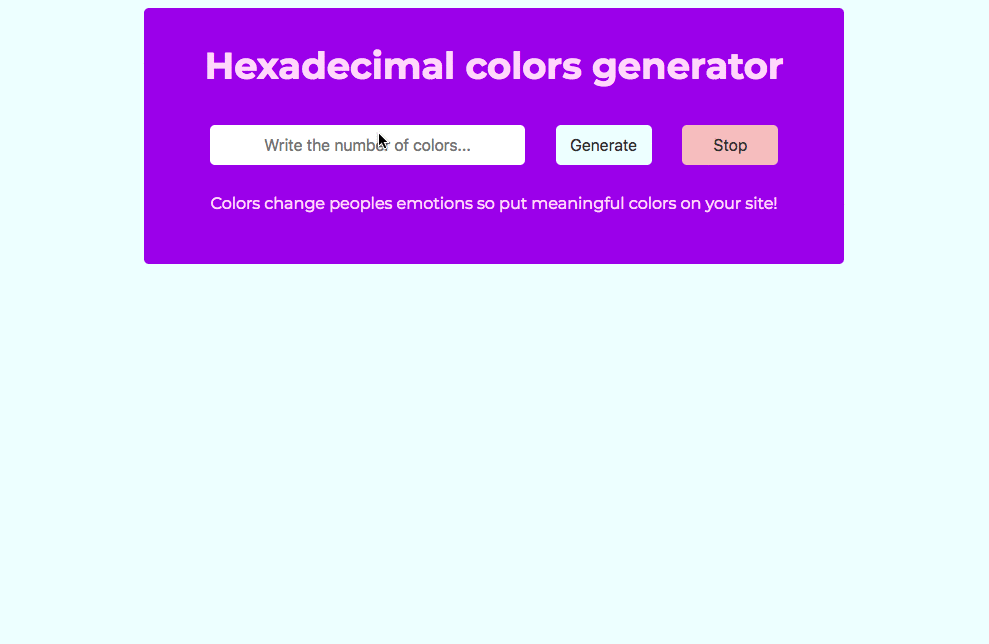 Hexadecimal colors generator
Write the number of colors...
Generate
Stop
Colors change peoples emotions so put meaningful colors on your site!